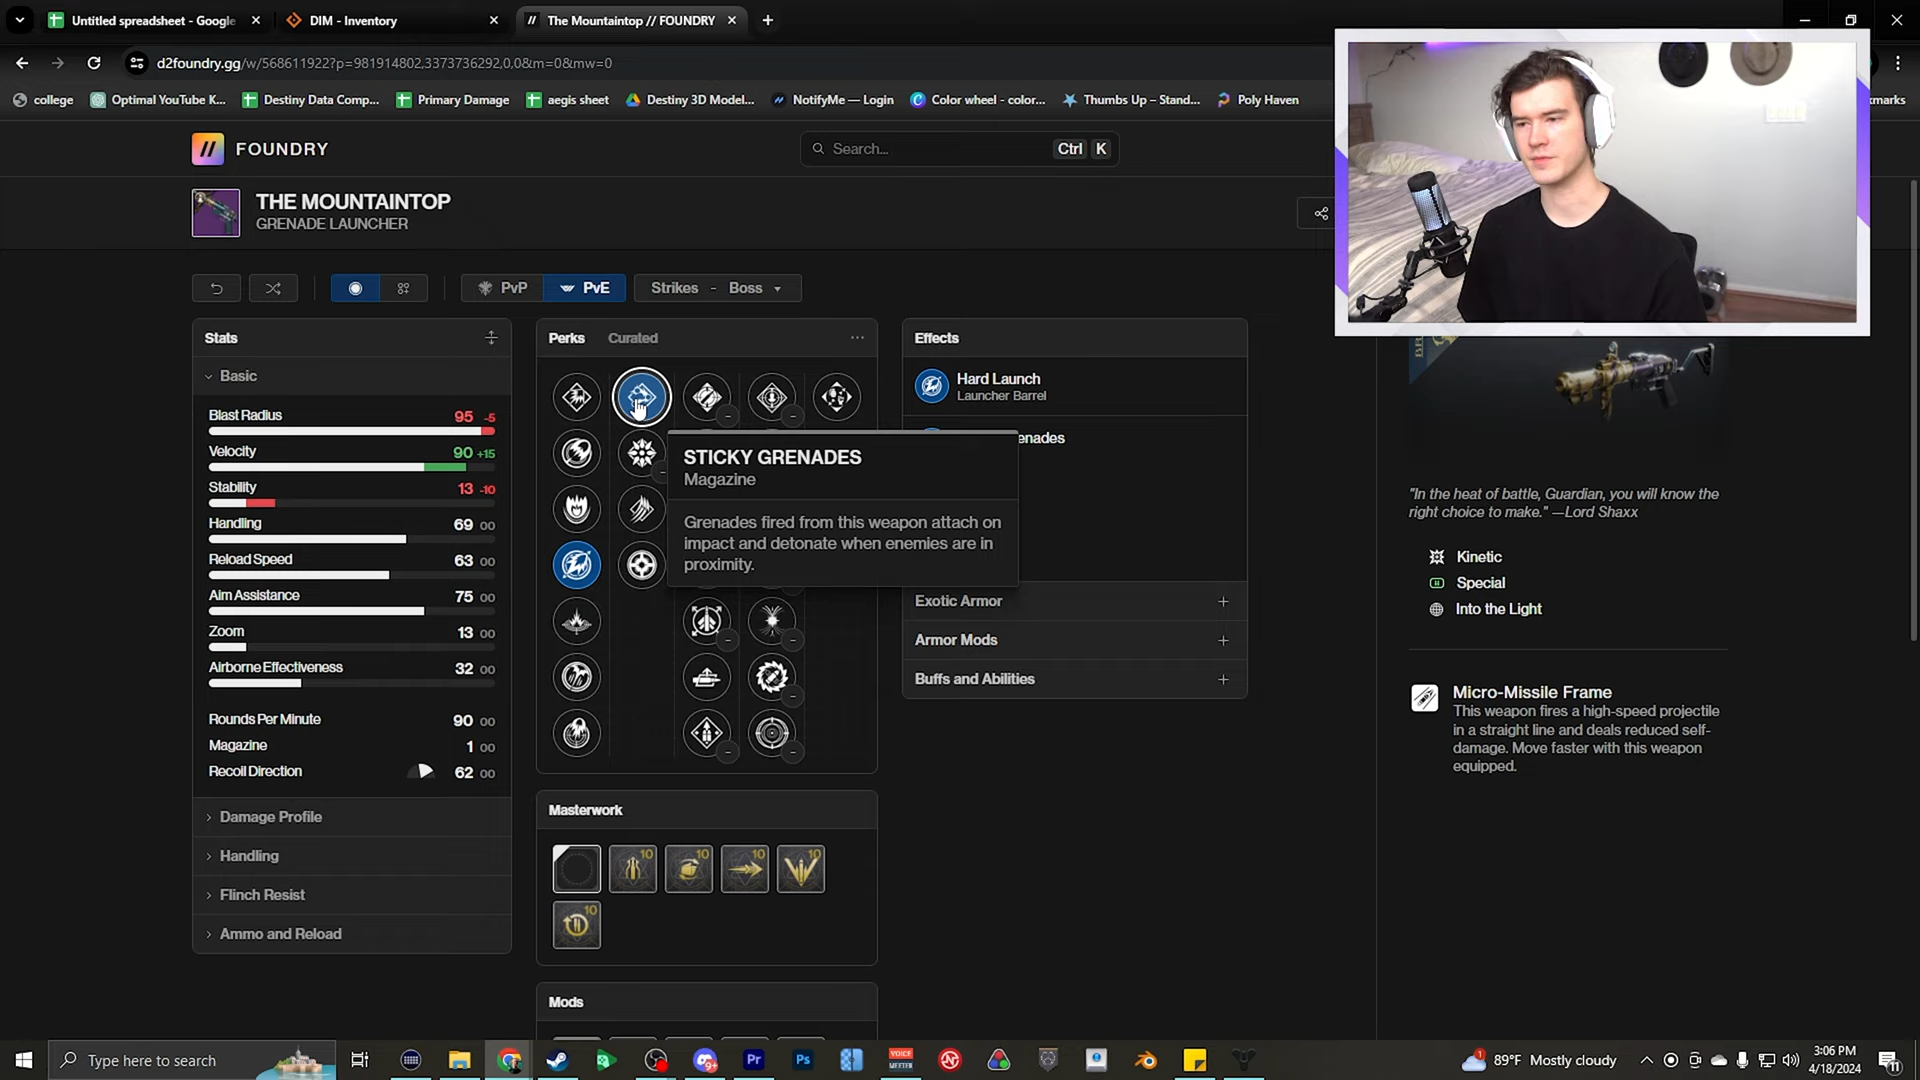 Untitled spreadsheet - Google
DIM - Inventory
The Mountaintop // FOUNDRY
d2foundry.gg/w/568611922?p=981914802,3373736292,0,0&m=0&mw=0
college
Optimal YouTube K...
Destiny Data Comp...
Primary Damage
aegis sheet
Destiny 3D Model...
NotifyMe — Login
Color wheel - color...
Thumbs Up – Stand...
Poly Haven
FOUNDRY
Search...
Ctrl K
THE MOUNTAINTOP
GRENADE LAUNCHER
PvP
PvE
Strikes - Boss
Stats
Basic
Blast Radius 95 -5
Velocity 90 +15
Stability 13 -10
Handling 69 00
Reload Speed 63 00
Aim Assistance 75 00
Zoom 13 00
Airborne Effectiveness 32 00
Rounds Per Minute 90 00
Magazine 1 00
Recoil Direction 62 00
Damage Profile
Handling
Flinch Resist
Ammo and Reload
Perks
Curated
STICKY GRENADES
Magazine
Grenades fired from this weapon attach on
impact and detonate when enemies are in
proximity.
Masterwork
10
10
10
10
10
Mods
Effects
Hard Launch
Launcher Barrel
enades
Exotic Armor
Armor Mods
Buffs and Abilities
"In the heat of battle, Guardian, you will know the
right choice to make." —Lord Shaxx
Kinetic
Special
Into the Light
Micro-Missile Frame
This weapon fires a high-speed projectile
in a straight line and deals reduced self-
damage. Move faster with this weapon
equipped.
Type here to search
Pr
Ps
VOICE
MEETER
89°F Mostly cloudy
3:06 PM
4/18/2024
11